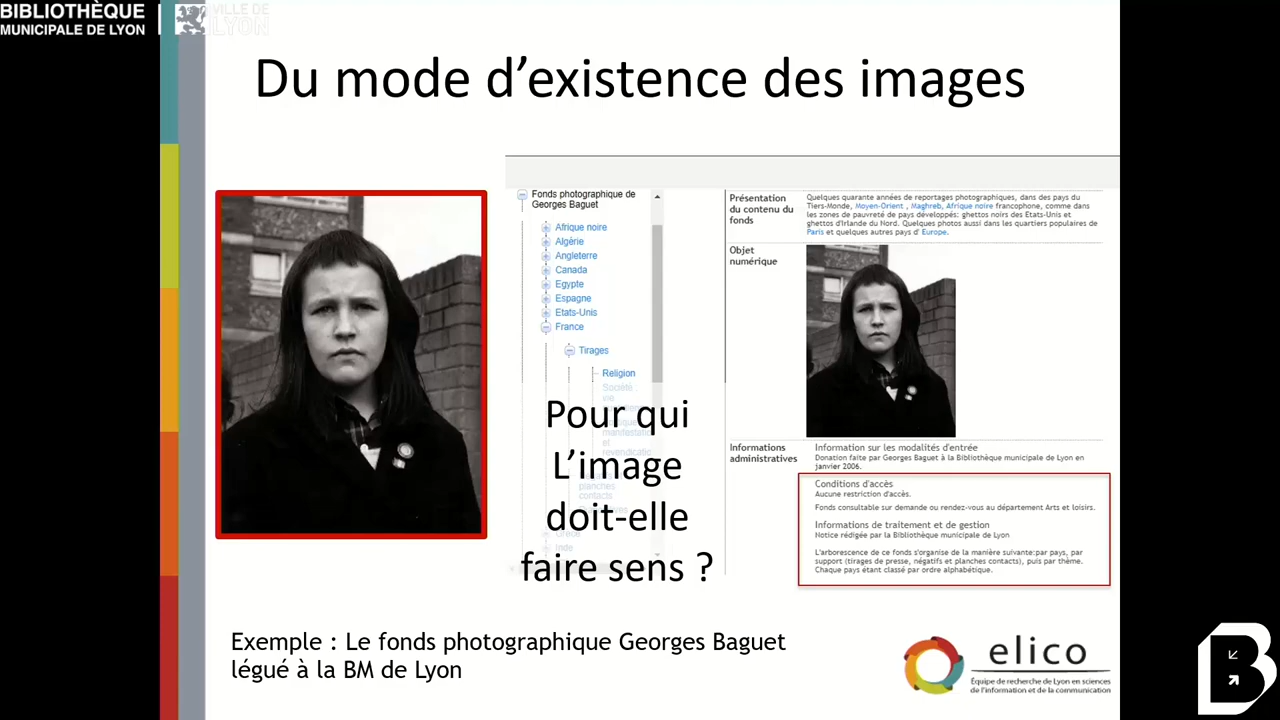 BIBLIOTHÈQUE
MUNICIPALE DE LYON
VILLE DE
LYON
Du mode d'existence des images
Fonds photographique de
Georges Baguet
Afrique noire
Algérie
Angleterre
Canada
Egypte
Espagne
Etats-Unis
France
Tirages
Religion
Société :
vie
manifestatio
et
revendicatic
planches
contacts
Grèce
Inde
Pour qui
L'image
doit-elle
faire sens ?
Présentation
du contenu du
fonds
Quelques quarante années de reportages photographiques, dans des pays du
Tiers-Monde, Moyen-Orient , Maghreb, Afrique noire francophone, comme dans
les zones de pauvreté de pays développés: ghettos noirs des Etats-Unis et
ghettos d'Irlande du Nord. Quelques photos aussi dans les quartiers populaires de
Paris et quelques autres pays d' Europe.
Objet
numérique
Informations
administratives
Information sur les modalités d'entrée
Donation faite par Georges Baguet à la Bibliothèque municipale de Lyon en
janvier 2006.
Conditions d'accès
Aucune restriction d'accès.
Fonds consultable sur demande ou rendez-vous au département Arts et loisirs.
Informations de traitement et de gestion
Notice rédigée par la Bibliothèque municipale de Lyon
L'arborescence de ce fonds s'organise de la manière suivante:par pays, par
support (tirages de presse, négatifs et planches contacts), puis par thème.
Chaque pays étant classé par ordre alphabétique.
Exemple : Le fonds photographique Georges Baguet
légué à la BM de Lyon
elico
Équipe de recherche de Lyon en sciences
de l'information et de la communication
B